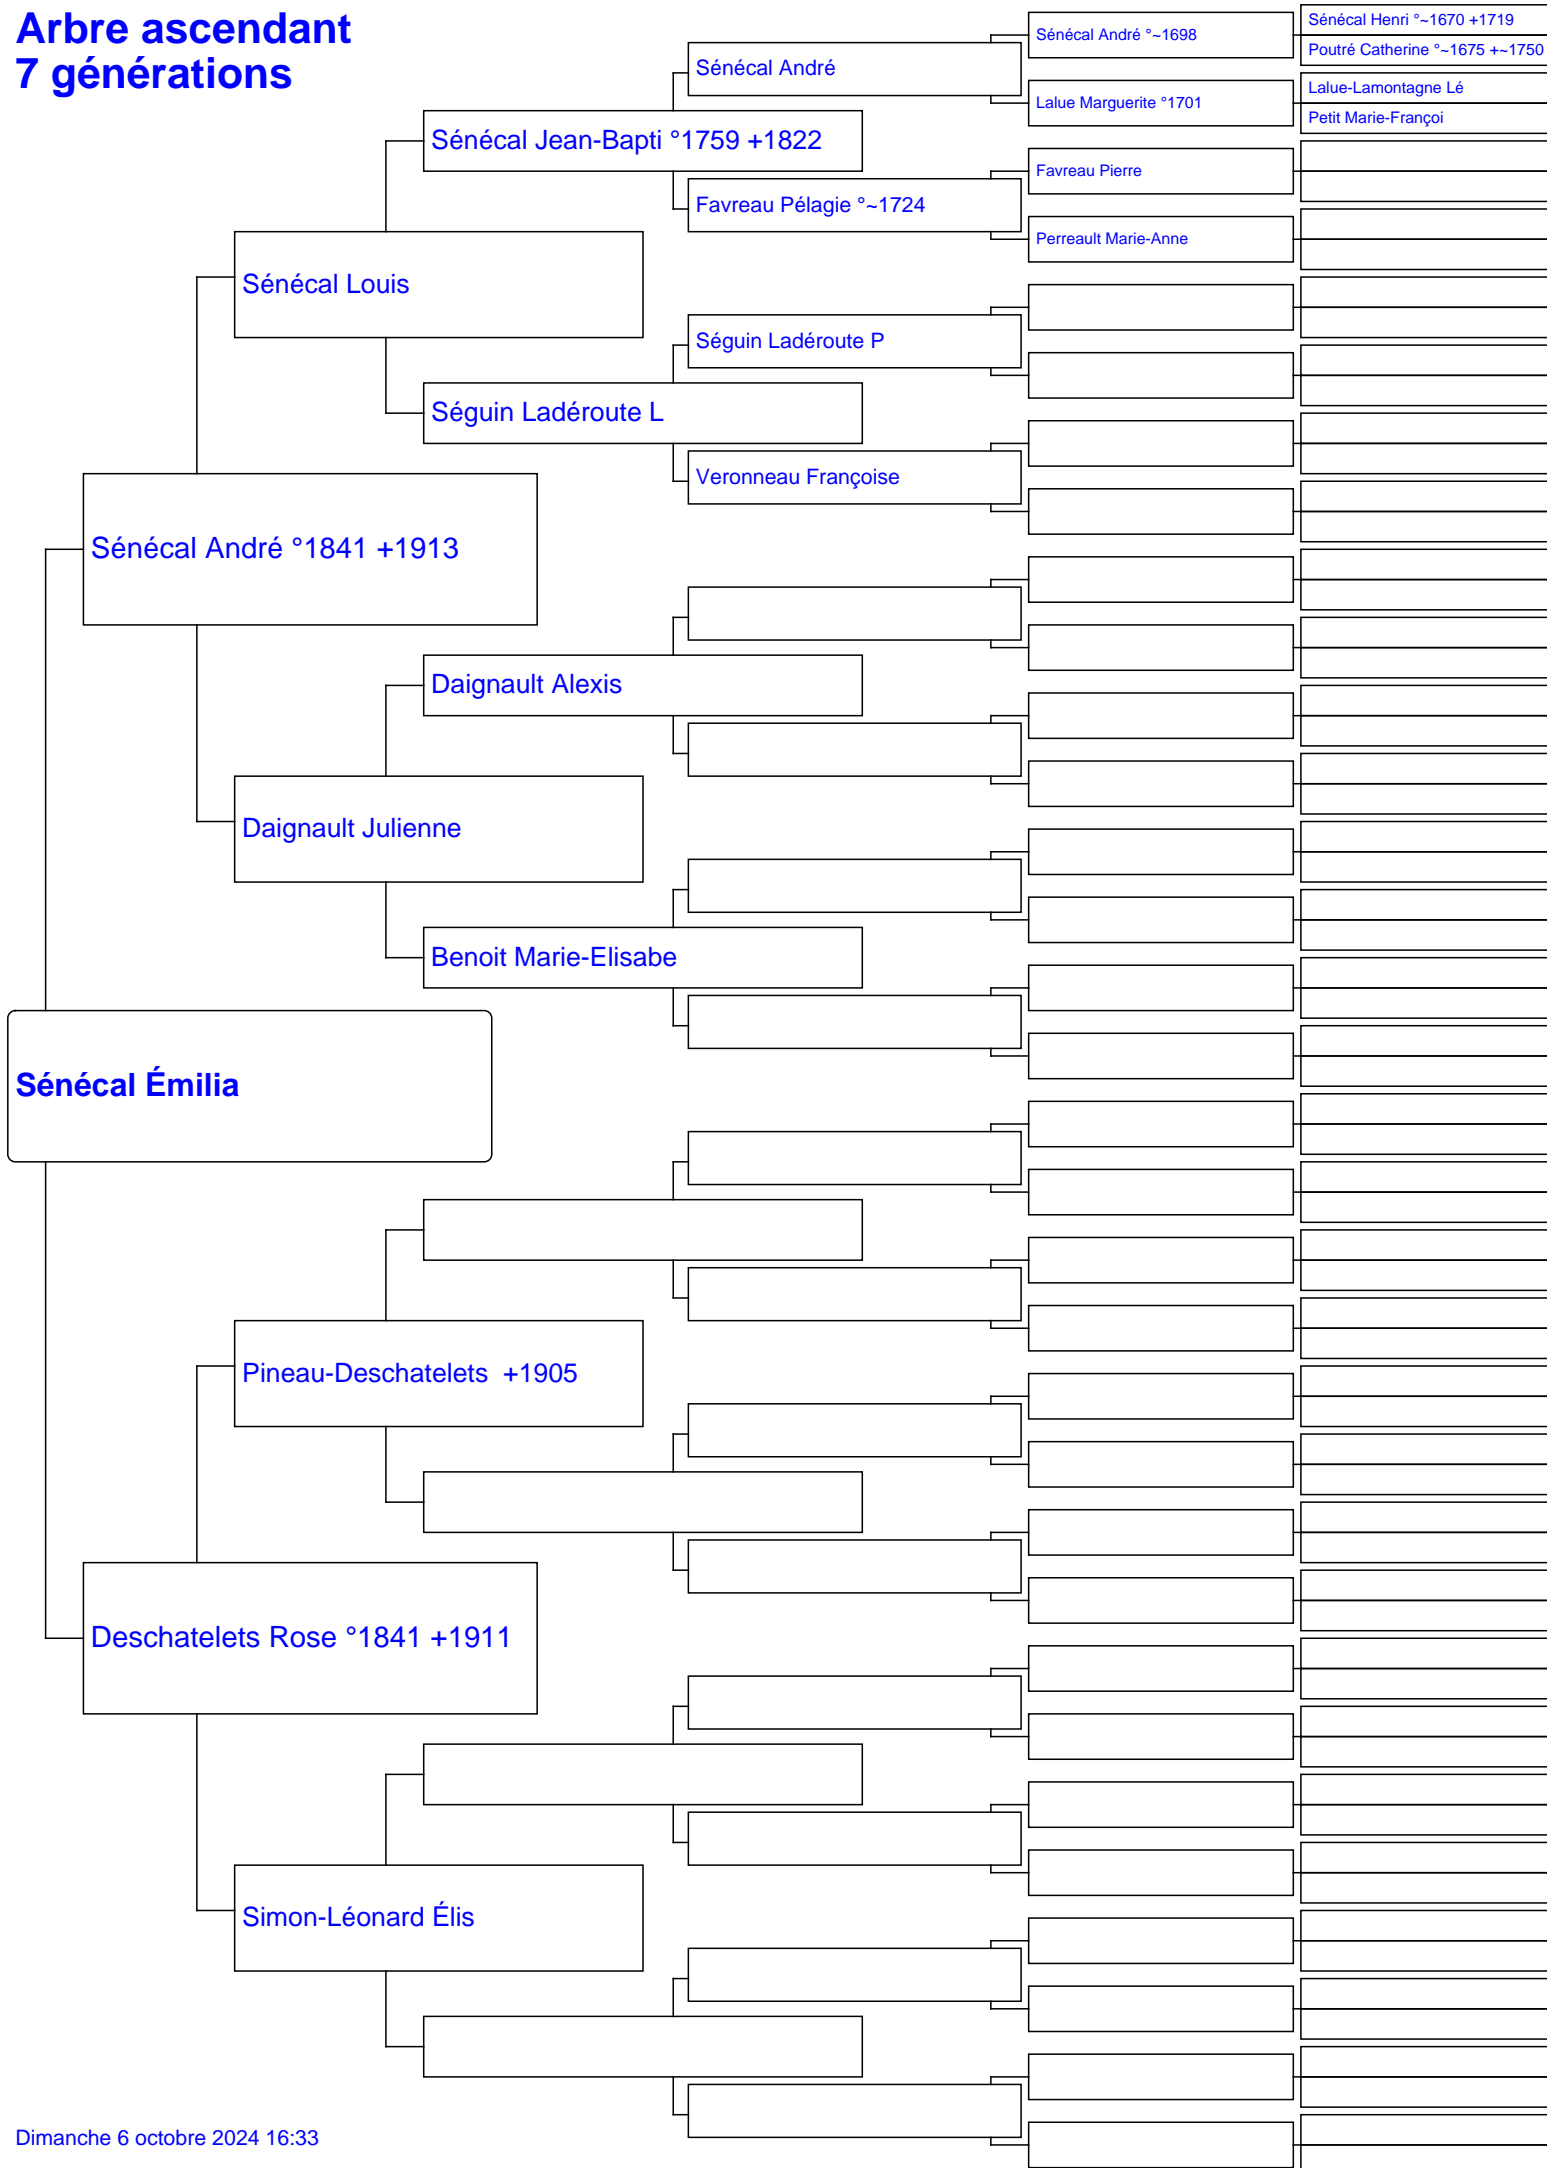 Arbre ascendant
7 générations
Sénécal Émilia
Sénécal André °1841 +1913
Deschatelets Rose °1841 +1911
Sénécal Louis
Daignault Julienne
Pineau-Deschatelets  +1905
Simon-Léonard Élis
Sénécal Jean-Bapti °1759 +1822
Séguin Ladéroute L
Daignault Alexis
Benoit Marie-Elisabe
Sénécal André
Favreau Pélagie °~1724
Séguin Ladéroute P
Veronneau Françoise
Sénécal André °~1698
Lalue Marguerite °1701
Favreau Pierre
Perreault Marie-Anne
Sénécal Henri °~1670 +1719
Poutré Catherine °~1675 +~1750
Lalue-Lamontagne Lé
Petit Marie-Françoi
Dimanche 6 octobre 2024 16:33